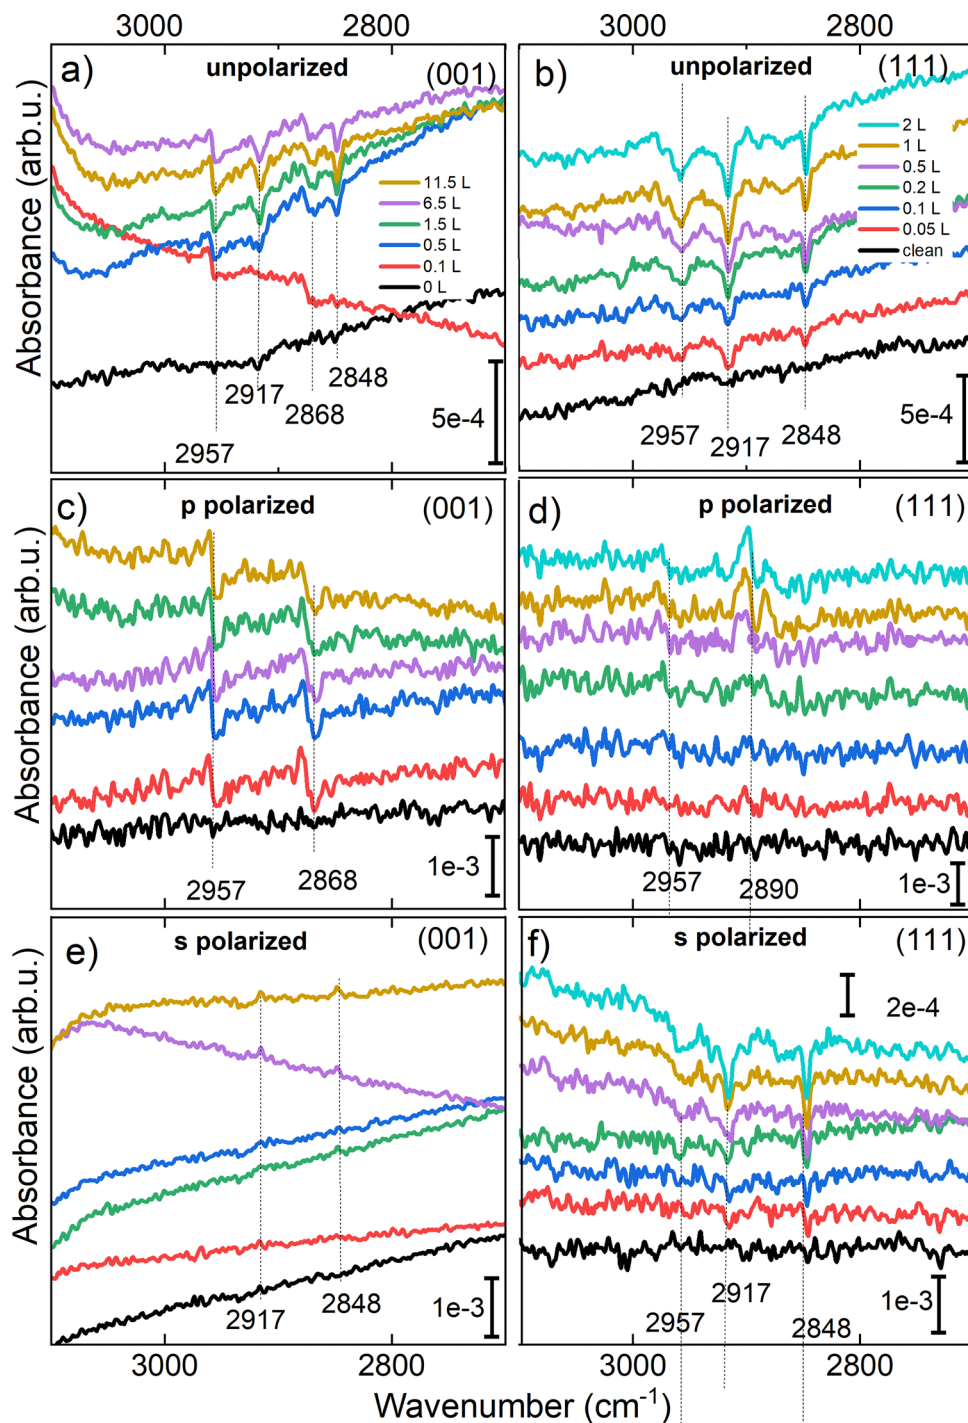 3000 2800 3000 2800
a) unpolarized (001)
11.5 L
6.5 L
1.5 L
0.5 L
0.1 L
0 L
2957 2917 2868 2848
5e-4
b) unpolarized (111)
2 L
1 L
0.5 L
0.2 L
0.1 L
0.05 L
clean
2957 2917 2848
5e-4
Absorbance (arb.u.)
c) p polarized (001)
2957 2868
1e-3
d) p polarized (111)
2957 2890
1e-3
Absorbance (arb.u.)
e) s polarized (001)
2917 2848
1e-3
f) s polarized (111)
2e-4
2957 2917 2848
1e-3
Absorbance (arb.u.)
3000 2800 3000 2800
Wavenumber (cm⁻¹)